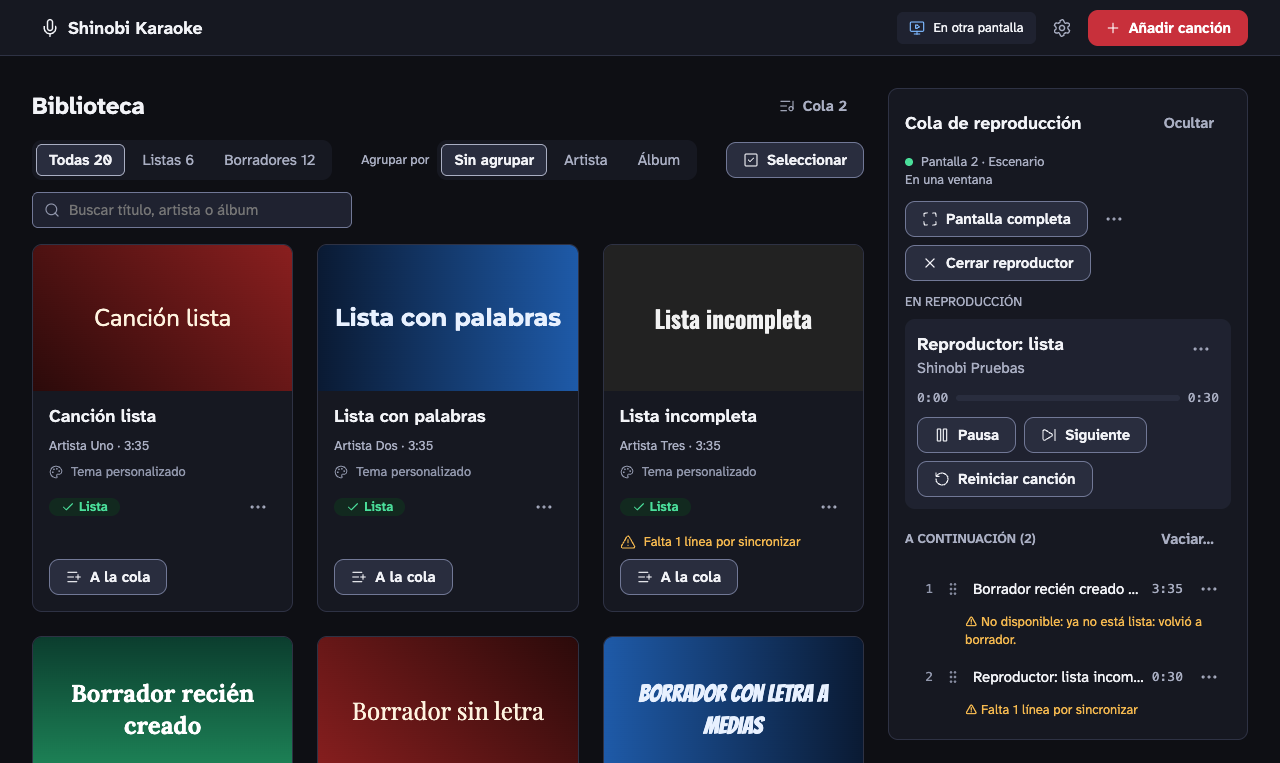 Shinobi Karaoke
En otra pantalla
Añadir canción
Biblioteca
Cola 2
Todas 20
Listas 6
Borradores 12
Agrupar por
Sin agrupar
Artista
Álbum
Seleccionar
Buscar título, artista o álbum
Canción lista
Canción lista
Artista Uno · 3:35
Tema personalizado
Lista
A la cola
Lista con palabras
Lista con palabras
Artista Dos · 3:35
Tema personalizado
Lista
A la cola
Lista incompleta
Lista incompleta
Artista Tres · 3:35
Tema personalizado
Lista
Falta 1 línea por sincronizar
A la cola
Borrador recién
creado
Borrador sin letra
BORRADOR CON LETRA A
MEDIAS
Cola de reproducción
Ocultar
Pantalla 2 · Escenario
En una ventana
Pantalla completa
Cerrar reproductor
EN REPRODUCCIÓN
Reproductor: lista
Shinobi Pruebas
0:00
0:30
Pausa
Siguiente
Reiniciar canción
A CONTINUACIÓN (2)
Vaciar...
1 Borrador recién creado ... 3:35
No disponible: ya no está lista: volvió a
borrador.
2 Reproductor: lista incom... 0:30
Falta 1 línea por sincronizar